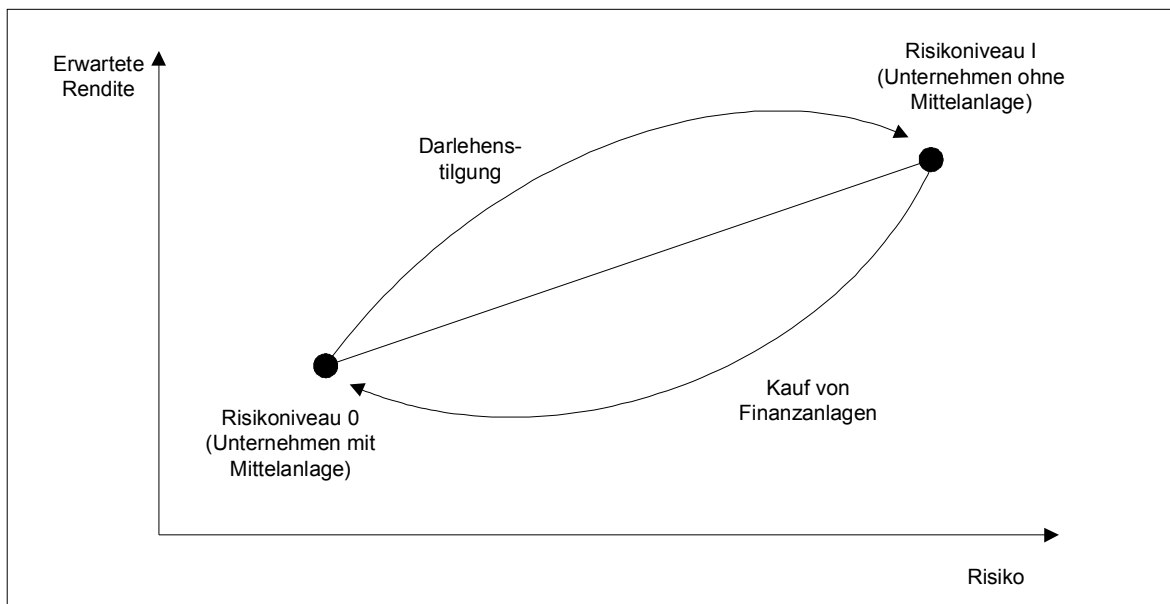 Erwartete
Rendite
Risikoniveau I
(Unternehmen ohne
Mittelanlage)
Darlehens-
tilgung
Kauf von
Finanzanlagen
Risikoniveau 0
(Unternehmen mit
Mittelanlage)
Risiko